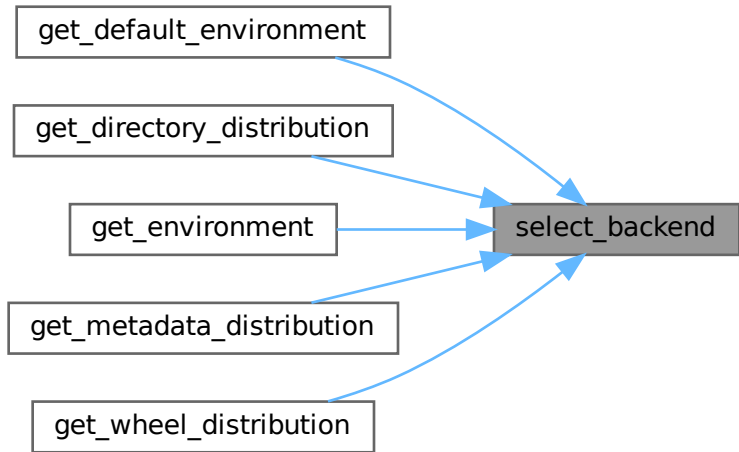 get_default_environment
get_directory_distribution
get_environment
select_backend
get_metadata_distribution
get_wheel_distribution